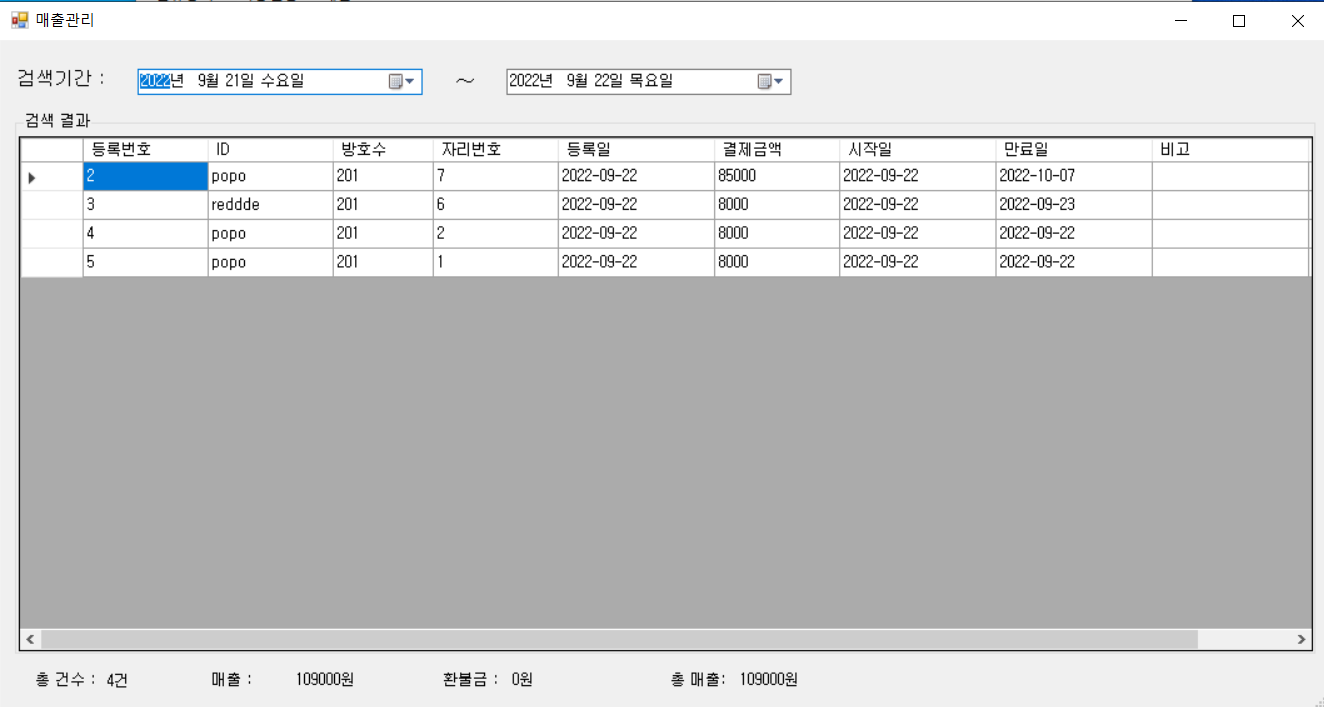 매출관리
검색기간 : 2022년 9월 21일 수요일 ~ 2022년 9월 22일 목요일
검색 결과
등록번호 ID 방호수 자리번호 등록일 결제금액 시작일 만료일 비고
2 popo 201 7 2022-09-22 85000 2022-09-22 2022-10-07
3 reddde 201 6 2022-09-22 8000 2022-09-22 2022-09-23
4 popo 201 2 2022-09-22 8000 2022-09-22 2022-09-22
5 popo 201 1 2022-09-22 8000 2022-09-22 2022-09-22
총 건수 : 4건 매출 : 109000원 환불금 : 0원 총 매출: 109000원